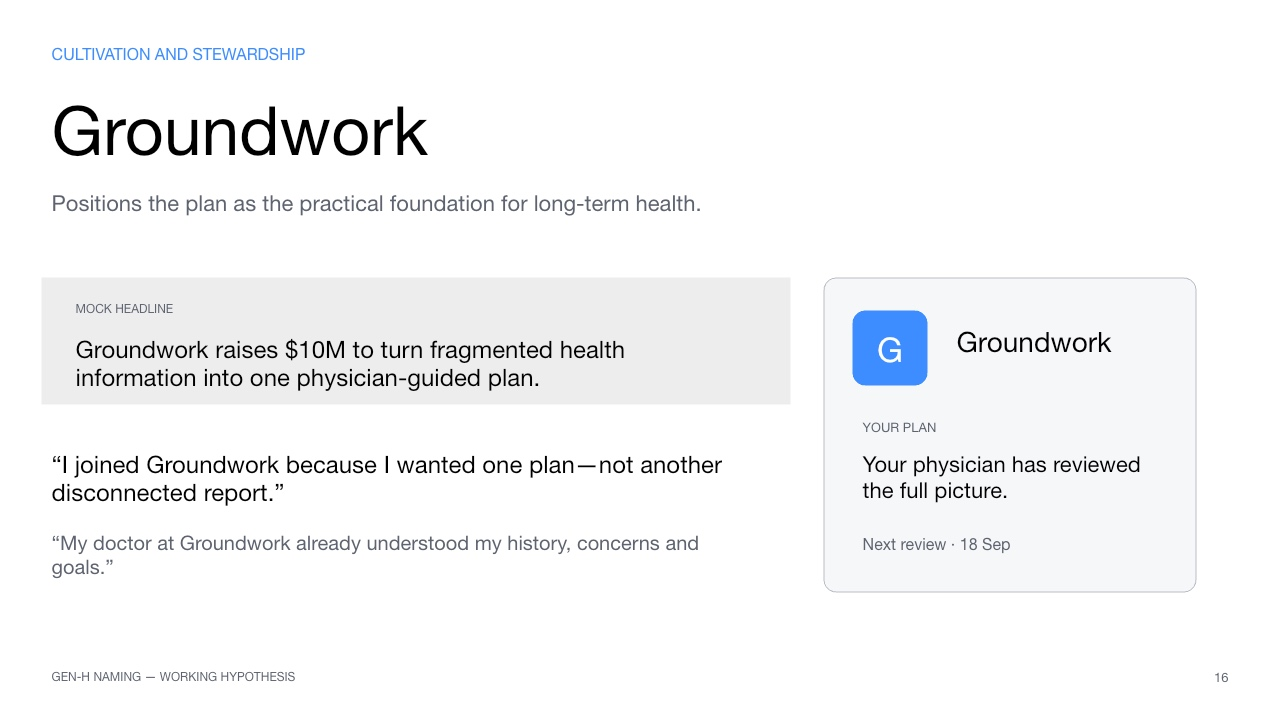 CULTIVATION AND STEWARDSHIP
Groundwork
Positions the plan as the practical foundation for long-term health.
MOCK HEADLINE
Groundwork raises $10M to turn fragmented health
information into one physician-guided plan.
“I joined Groundwork because I wanted one plan—not another
disconnected report.”
“My doctor at Groundwork already understood my history, concerns and
goals.”
G
Groundwork
YOUR PLAN
Your physician has reviewed
the full picture.
Next review · 18 Sep
GEN-H NAMING — WORKING HYPOTHESIS
16